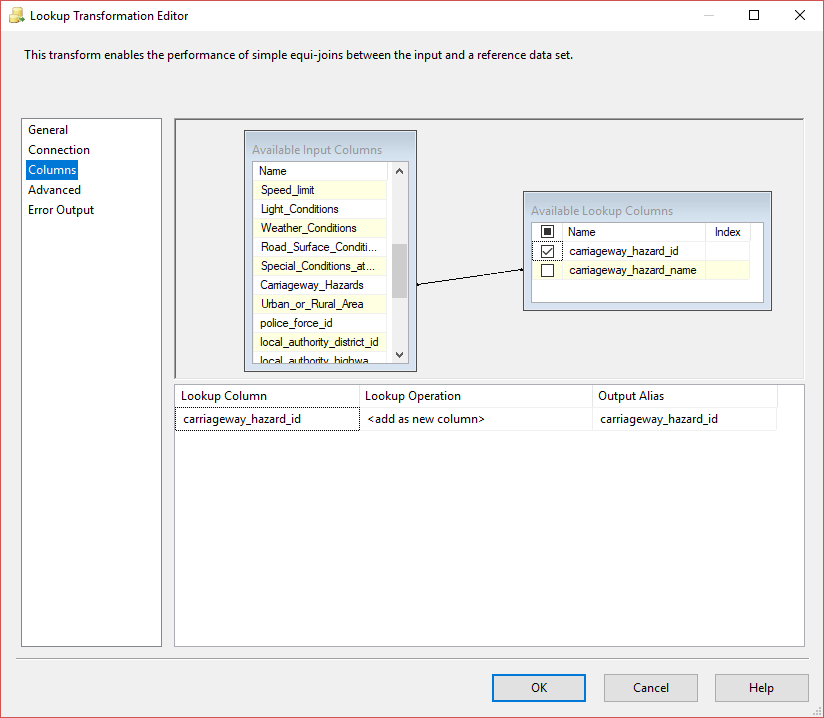 Lookup Transformation Editor
This transform enables the performance of simple equi-joins between the input and a reference data set.
General
Connection
Columns
Advanced
Error Output
Available Input Columns
Name
Speed_limit
Light_Conditions
Weather_Conditions
Road_Surface_Conditi...
Special_Conditions_at...
Carriageway_Hazards
Urban_or_Rural_Area
police_force_id
local_authority_district_id
local_authority_highwa
Available Lookup Columns
Name Index
carriageway_hazard_id
carriageway_hazard_name
Lookup Column Lookup Operation Output Alias
carriageway_hazard_id <add as new column> carriageway_hazard_id
OK Cancel Help